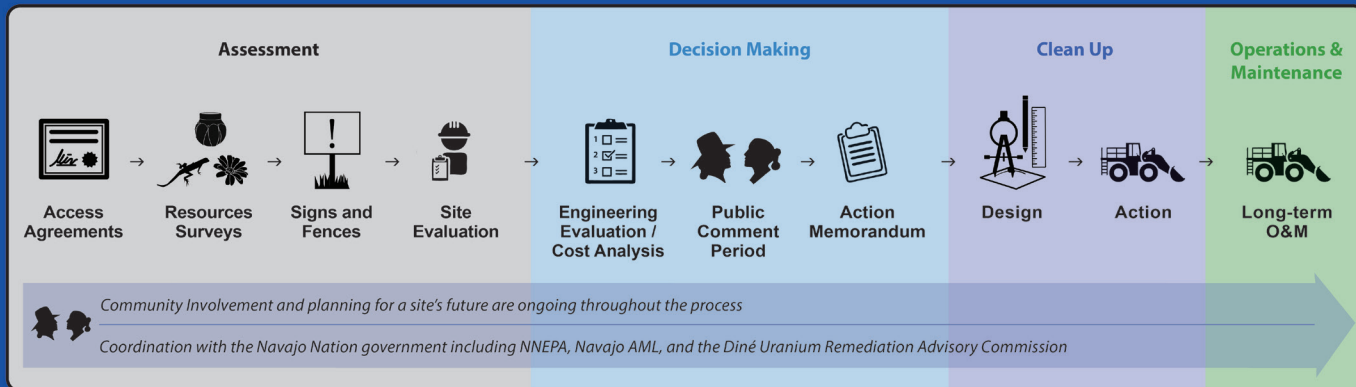 Assessment
Decision Making
Clean Up
Operations &
Maintenance
!
1
2
3
Access
Agreements
Resources
Surveys
Signs and
Fences
Site
Evaluation
Engineering
Evaluation /
Cost Analysis
Public
Comment
Period
Action
Memorandum
Design
Action
Long-term
O&M
Community Involvement and planning for a site's future are ongoing throughout the process
Coordination with the Navajo Nation government including NNEPA, Navajo AML, and the Diné Uranium Remediation Advisory Commission